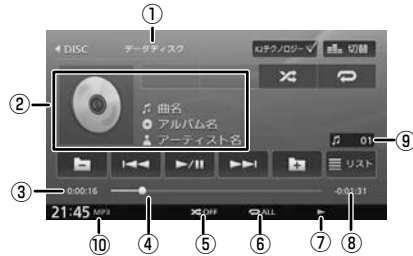 ①
DISC データディスク K2テクノロジー 切替
②
曲名
アルバム名
アーティスト名
⑨
01
リスト
③ 0:00:16 -0:01:31
21:45 MP3 OFF ALL
⑩ ④ ⑤ ⑥ ⑦ ⑧